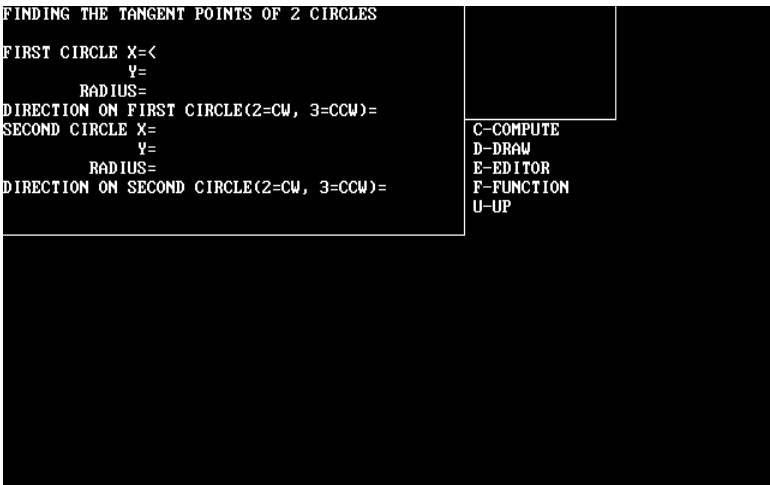 FINDING THE TANGENT POINTS OF 2 CIRCLES
FIRST CIRCLE X=<
Y=
RADIUS=
DIRECTION ON FIRST CIRCLE(2=CW, 3=CCW)=
SECOND CIRCLE X=
Y=
RADIUS=
DIRECTION ON SECOND CIRCLE(2=CW, 3=CCW)=
C-COMPUTE
D-DRAW
E-EDITOR
F-FUNCTION
U-UP